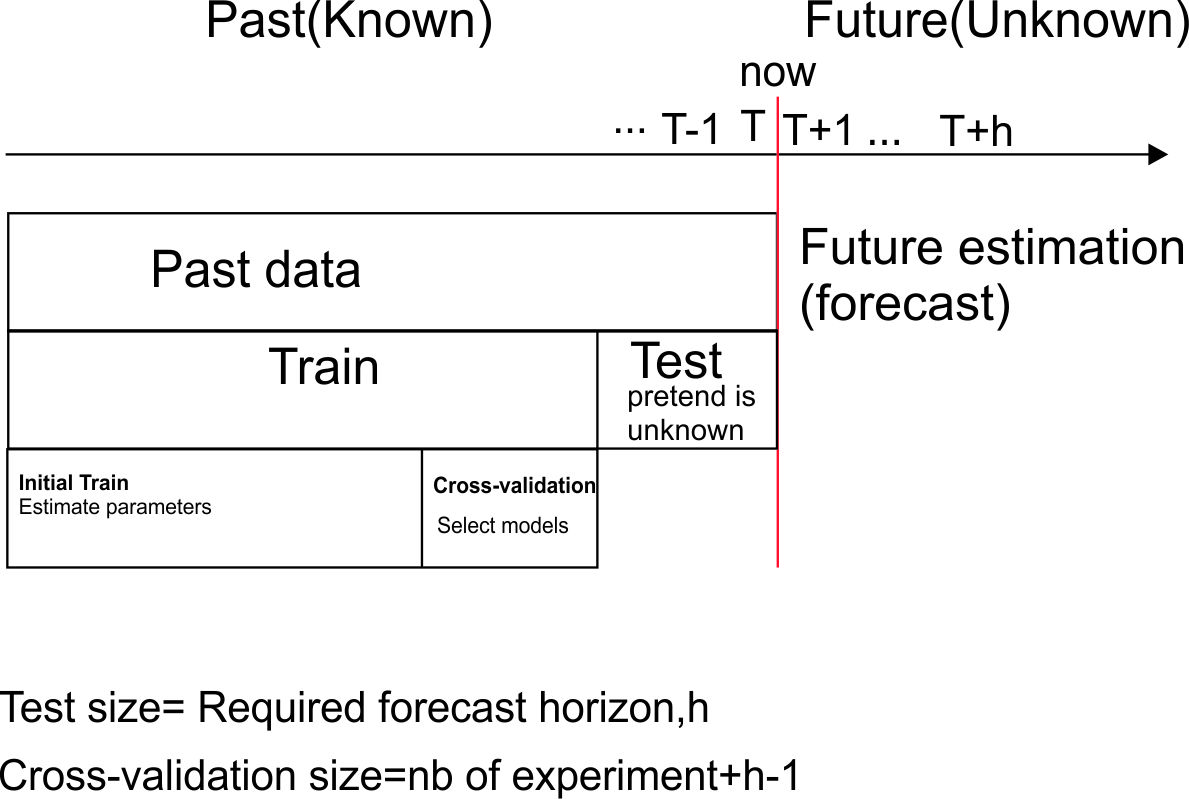 Past(Known)
Future(Unknown)
now
... T-1 T T+1 ... T+h
Past data
Future estimation
(forecast)
Train
Test
pretend is
unknown
Initial Train
Estimate parameters
Cross-validation
Select models
Test size= Required forecast horizon,h
Cross-validation size=nb of experiment+h-1